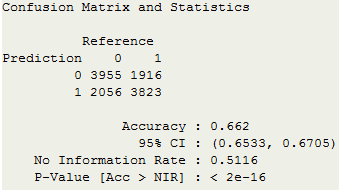 Confusion Matrix and Statistics
Reference
Prediction 0 1
0 3955 1916
1 2056 3823
Accuracy : 0.662
95% CI : (0.6533, 0.6705)
No Information Rate : 0.5116
P-Value [Acc > NIR] : < 2e-16